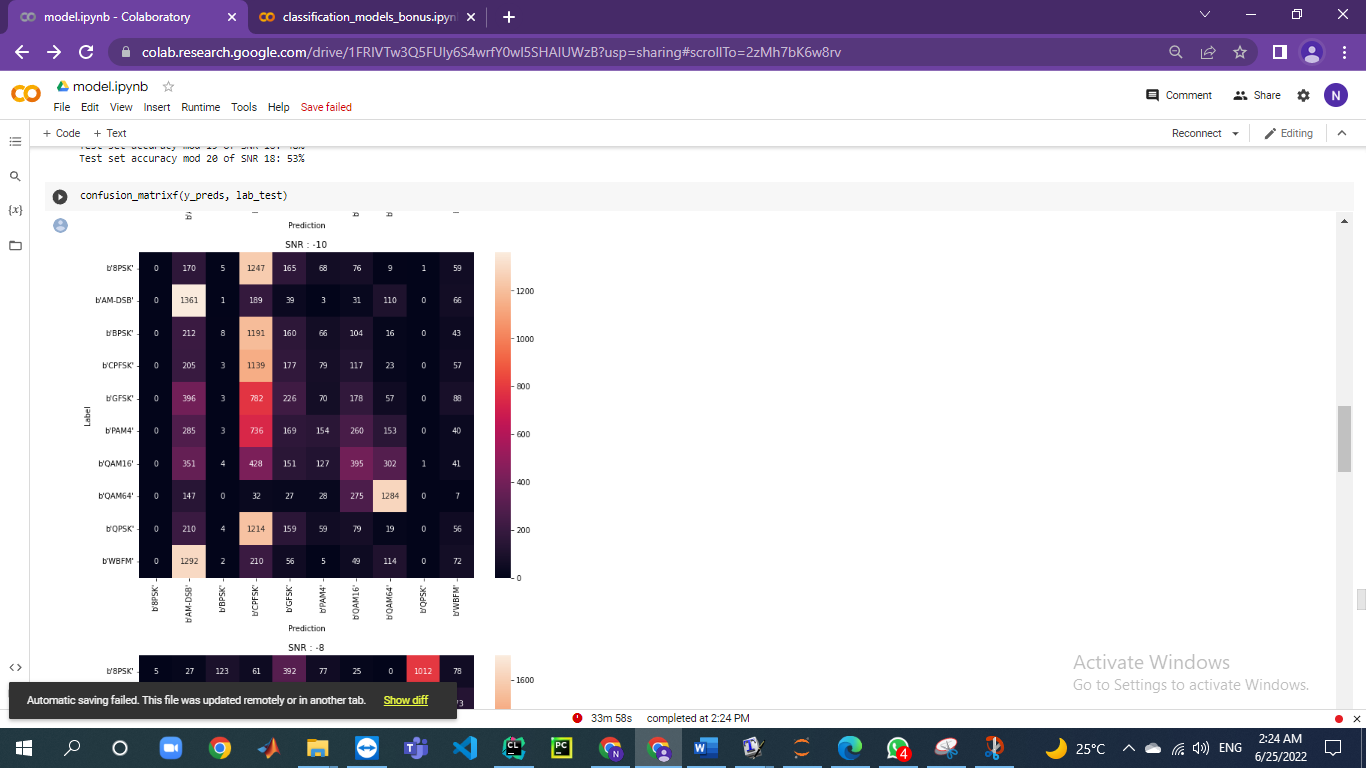 model.ipynb - Colaboratory
classification_models_bonus.ipyn
colab.research.google.com/drive/1FRIVTw3Q5FUIy6S4wrfY0wI5SHAIUWzB?usp=sharing#scrollTo=2zMh7bK6w8rv
model.ipynb
File Edit View Insert Runtime Tools Help Save failed
Comment Share N
+ Code + Text
Reconnect Editing
Test set accuracy mod 20 of SNR 18: 53%
confusion_matrixf(y_preds, lab_test)
Prediction
SNR : -10
b'8PSK' 0 170 5 1247 165 68 76 9 1 59
b'AM-DSB' 0 1361 1 189 39 3 31 110 0 66
b'BPSK' 0 212 8 1191 160 66 104 16 0 43
b'CPFSK' 0 205 3 1139 177 79 117 23 0 57
b'GFSK' 0 396 3 782 226 70 178 57 0 88
b'PAM4' 0 285 3 736 169 154 260 153 0 40
b'QAM16' 0 351 4 428 151 127 395 302 1 41
b'QAM64' 0 147 0 32 27 28 275 1284 0 7
b'QPSK' 0 210 4 1214 159 59 79 19 0 56
b'WBFM' 0 1292 2 210 56 5 49 114 0 72
Label
1200
1000
800
600
400
200
0
b'8PSK' b'AM-DSB' b'BPSK' b'CPFSK' b'GFSK' b'PAM4' b'QAM16' b'QAM64' b'QPSK' b'WBFM'
Prediction
SNR : -8
b'8PSK' 5 27 123 61 392 77 25 0 1012 78
1600
Activate Windows
Go to Settings to activate Windows.
Automatic saving failed. This file was updated remotely or in another tab. Show diff
33m 58s completed at 2:24 PM
25°C ENG
2:24 AM
6/25/2022